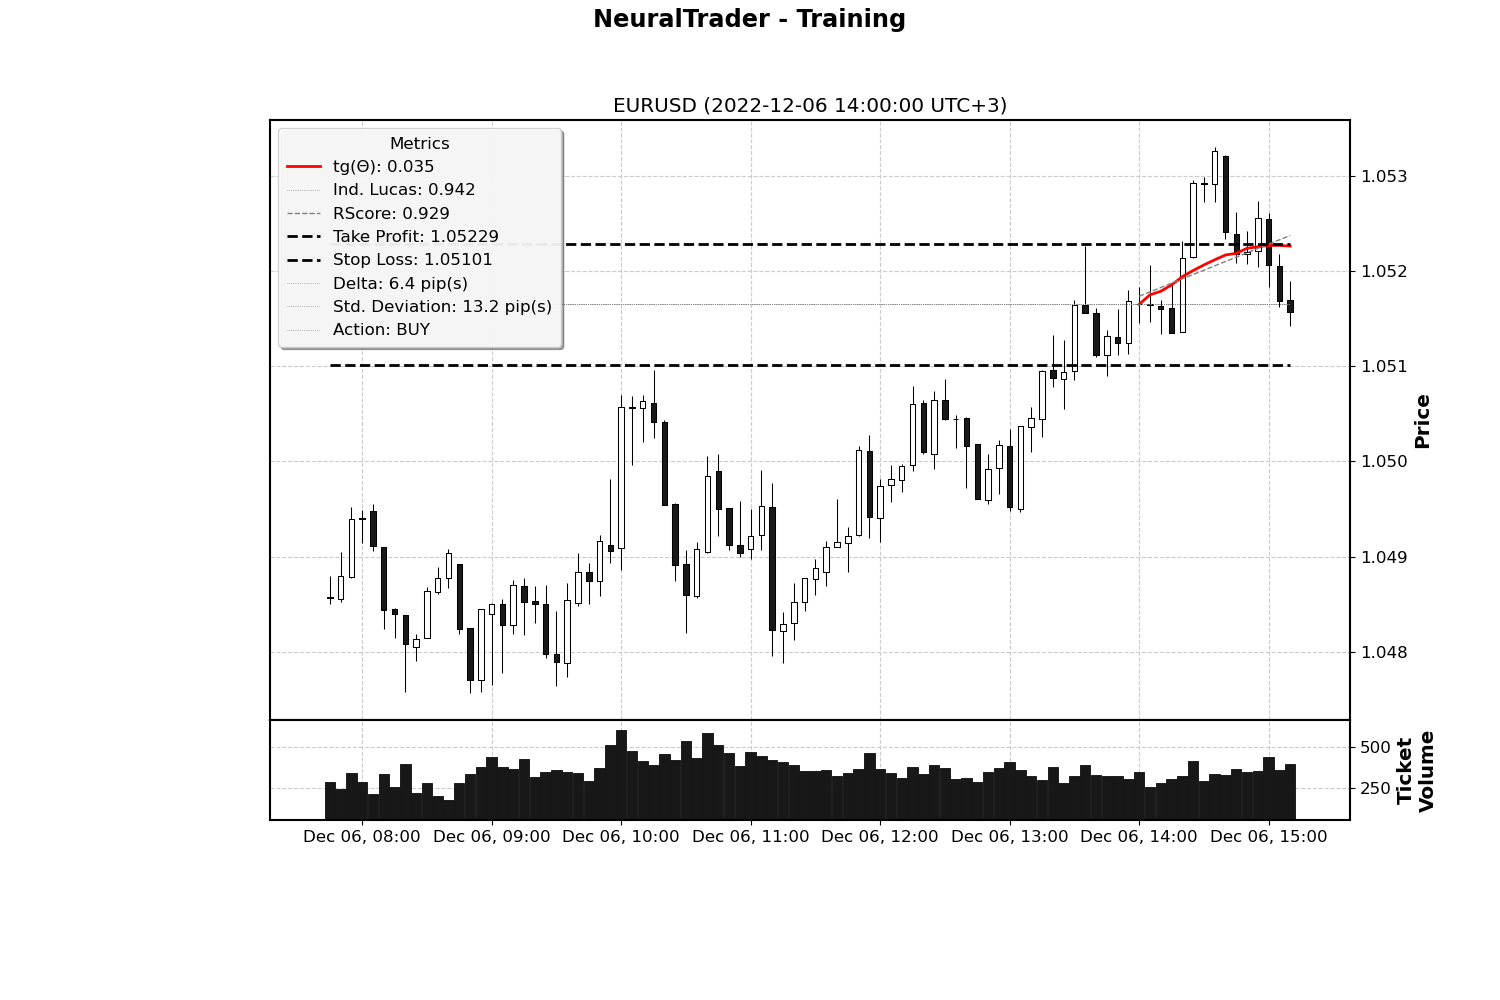 NeuralTrader - Training
EURUSD (2022-12-06 14:00:00 UTC+3)
Metrics
tg(Θ): 0.035
Ind. Lucas: 0.942
RScore: 0.929
Take Profit: 1.05229
Stop Loss: 1.05101
Delta: 6.4 pip(s)
Std. Deviation: 13.2 pip(s)
Action: BUY
1.053
1.052
1.051
1.050
1.049
1.048
Price
500
250
Ticket
Volume
Dec 06, 08:00
Dec 06, 09:00
Dec 06, 10:00
Dec 06, 11:00
Dec 06, 12:00
Dec 06, 13:00
Dec 06, 14:00
Dec 06, 15:00